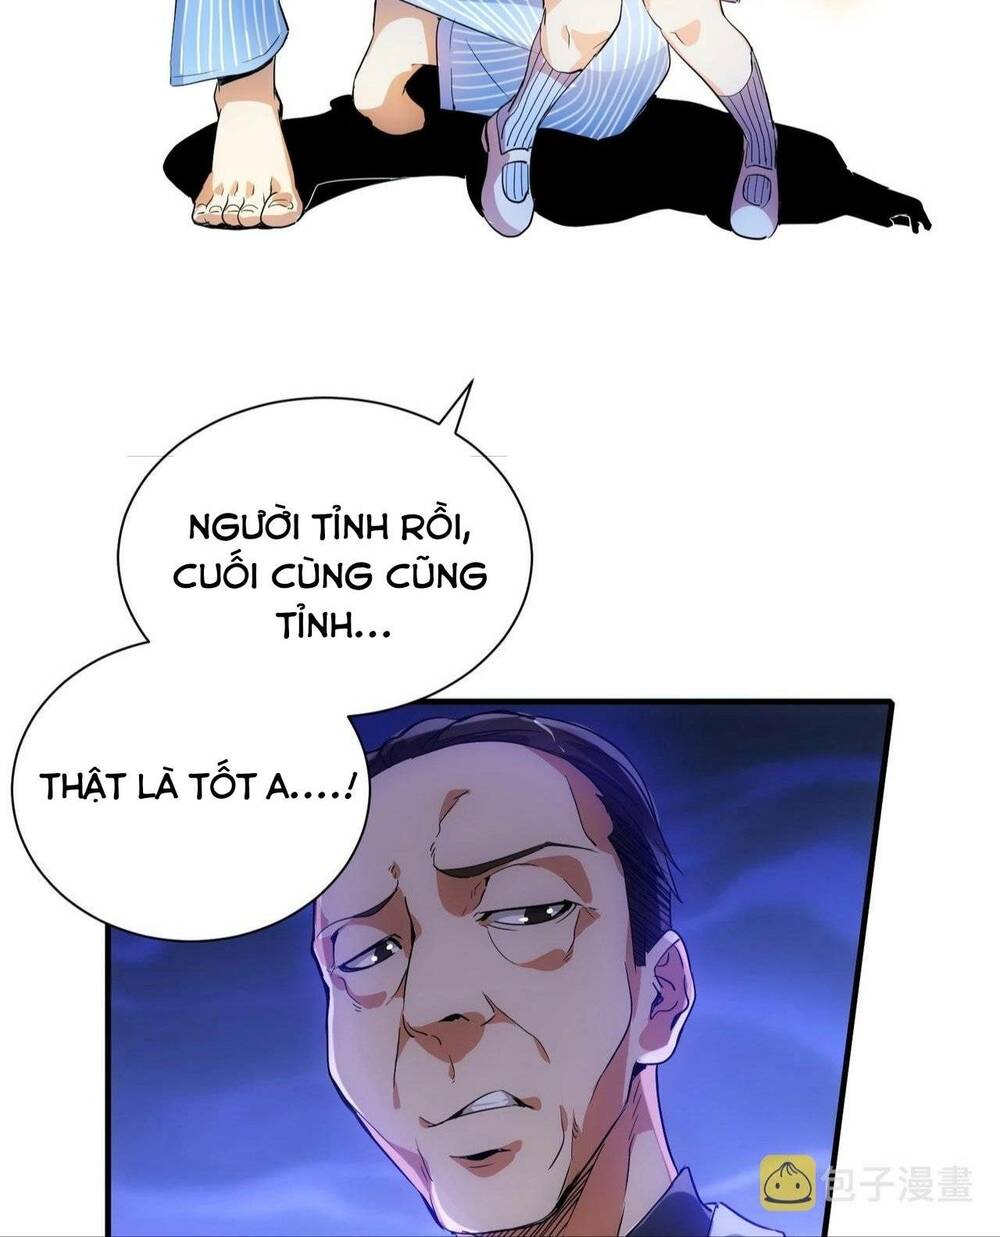 NGƯỜI TỈNH RỒI,
CUỐI CÙNG CŨNG
TỈNH...
THẬT LÀ TỐT A....!
包子漫畫